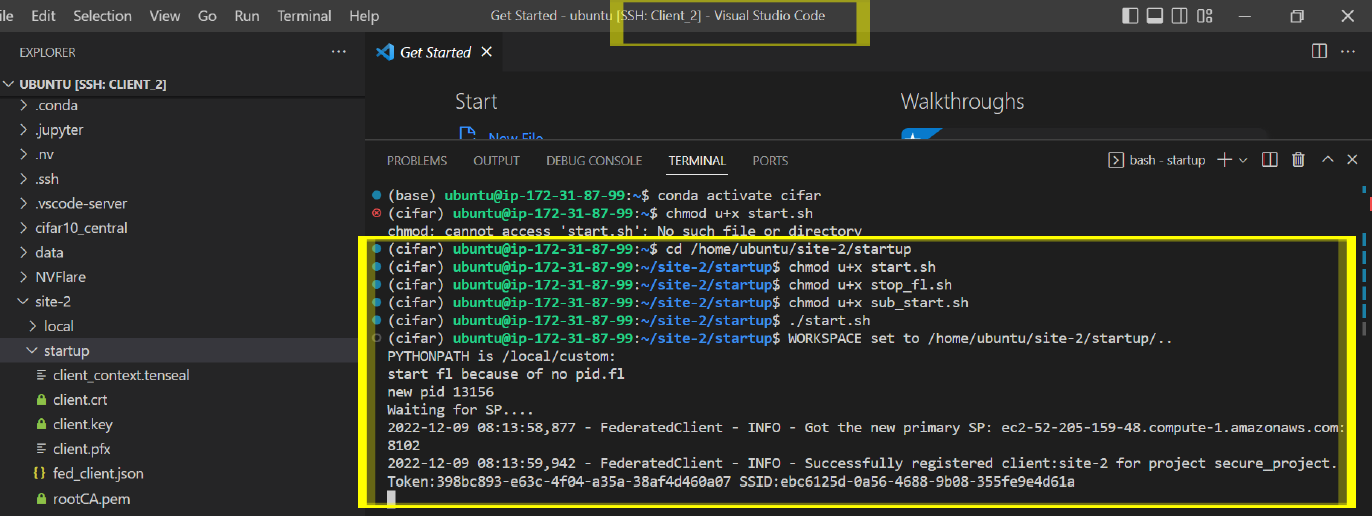 ile Edit Selection View Go Run Terminal Help Get Started - ubuntu [SSH: Client_2] - Visual Studio Code
EXPLORER
UBUNTU [SSH: CLIENT_2]
.conda
.jupyter
.nv
.ssh
.vscode-server
cifar10_central
data
NVFlare
site-2
local
startup
client_context.tenseal
client.crt
client.key
client.pfx
{} fed_client.json
rootCA.pem
Get Started
Start
Walkthroughs
New File...
PROBLEMS OUTPUT DEBUG CONSOLE TERMINAL PORTS
bash - startup
(base) ubuntu@ip-172-31-87-99:~$ conda activate cifar
(cifar) ubuntu@ip-172-31-87-99:~$ chmod u+x start.sh
chmod: cannot access 'start.sh': No such file or directory
(cifar) ubuntu@ip-172-31-87-99:~$ cd /home/ubuntu/site-2/startup
(cifar) ubuntu@ip-172-31-87-99:~/site-2/startup$ chmod u+x start.sh
(cifar) ubuntu@ip-172-31-87-99:~/site-2/startup$ chmod u+x stop_fl.sh
(cifar) ubuntu@ip-172-31-87-99:~/site-2/startup$ chmod u+x sub_start.sh
(cifar) ubuntu@ip-172-31-87-99:~/site-2/startup$ ./start.sh
(cifar) ubuntu@ip-172-31-87-99:~/site-2/startup$ WORKSPACE set to /home/ubuntu/site-2/startup/..
PYTHONPATH is /local/custom:
start fl because of no pid.fl
new pid 13156
Waiting for SP....
2022-12-09 08:13:58,877 - FederatedClient - INFO - Got the new primary SP: ec2-52-205-159-48.compute-1.amazonaws.com:
8102
2022-12-09 08:13:59,942 - FederatedClient - INFO - Successfully registered client:site-2 for project secure_project.
Token:398bc893-e63c-4f04-a35a-38af4d460a07 SSID:ebc6125d-0a56-4688-9b08-355fe9e4d61a